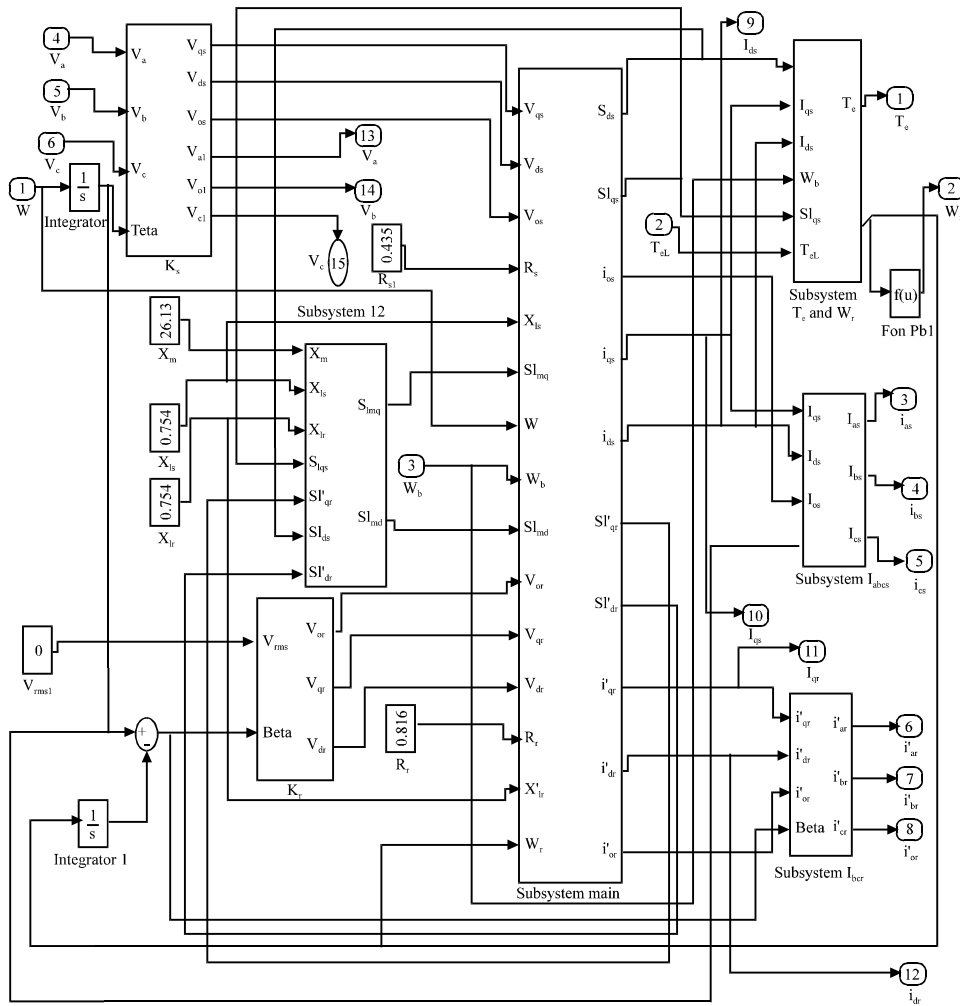 4
V_a
5
V_b
6
V_c
1
W
1
s
Integrator
V_a
V_b
V_c
Teta
V_qs
V_ds
V_os
V_a1
V_o1
V_c1
K_s
13
V_a
14
V_b
V_c
15
0.435
R_s1
26.13
X_m
0.754
X_ls
0.754
X_lr
Subsystem 12
X_m
X_ls
X_lr
S_lqs
Sl'_qr
Sl_ds
Sl'_dr
S_lmq
Sl_md
0
V_rms1
V_rms
Beta
V_or
V_qr
V_dr
K_r
+
-
1
s
Integrator 1
0.816
R_r
3
W_b
V_qs
V_ds
V_os
R_s
X_ls
Sl_mq
W
W_b
Sl_md
V_or
V_qr
V_dr
R_r
X'_lr
W_r
S_ds
Sl_qs
i_os
i_qs
i_ds
Sl'_qr
Sl'_dr
i'_qr
i'_dr
i'_or
Subsystem main
9
I_ds
2
T_eL
I_qs
I_ds
W_b
Sl_qs
T_eL
T_e
Subsystem
T_e and W_r
1
T_e
2
W
f(u)
Fon Pb1
I_qs
I_ds
I_os
I_as
I_bs
I_cs
Subsystem I_abcs
3
i_as
4
i_bs
5
i_cs
10
I_qs
11
I_qr
i'_qr
i'_dr
i'_or
Beta
i'_ar
i'_br
i'_cr
Subsystem I_bcr
6
i'_ar
7
i'_br
8
i'_or
12
i_dr